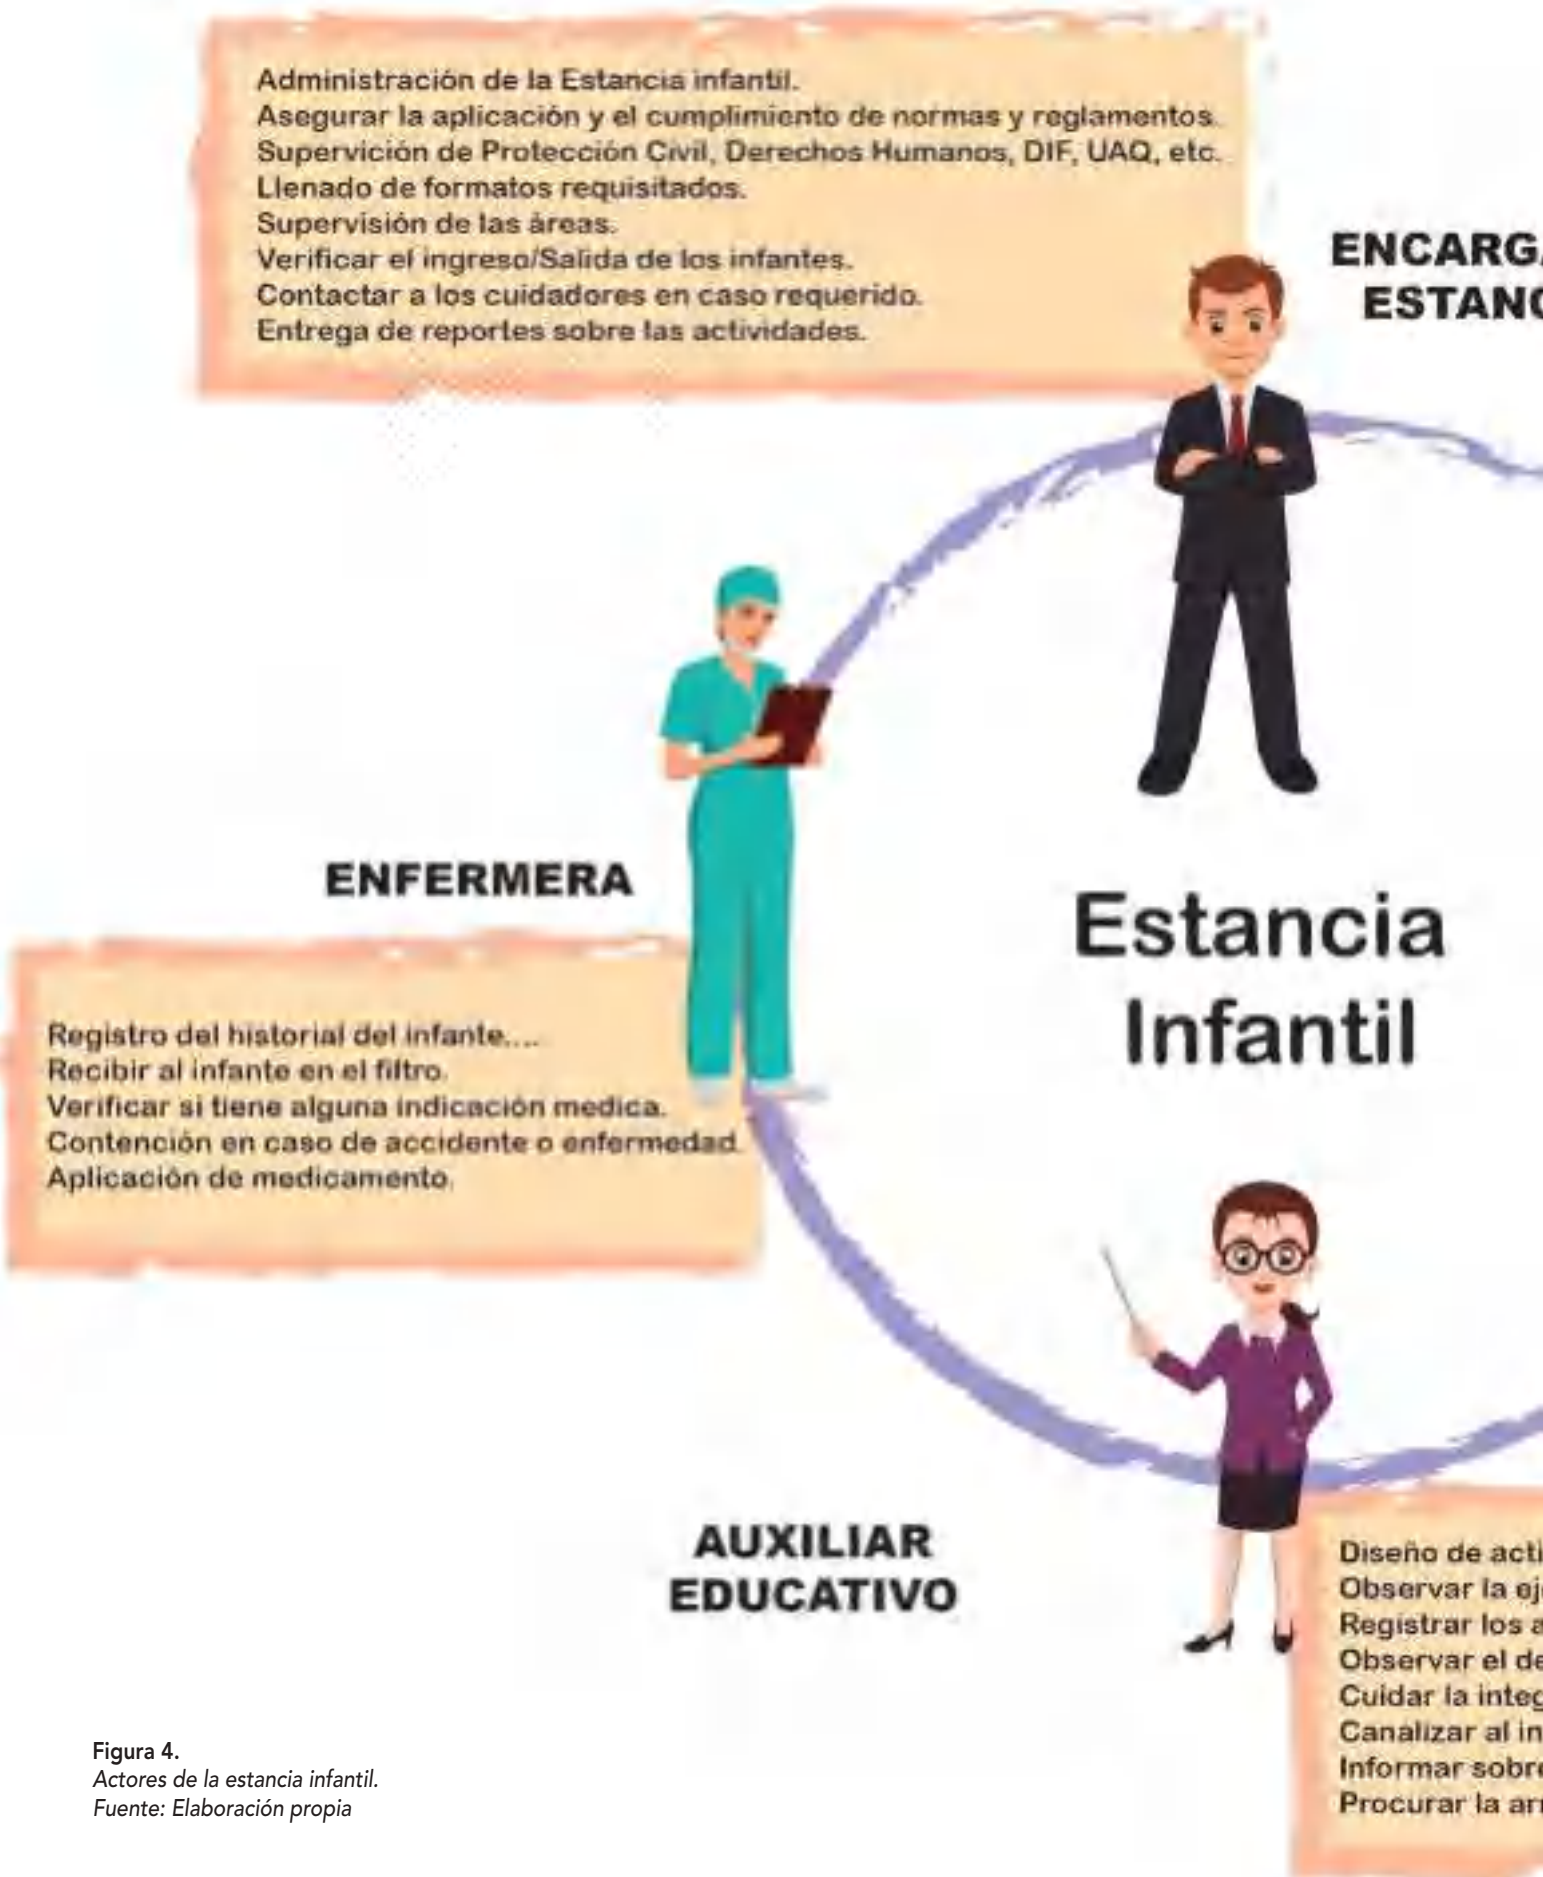 Administración de la Estancia infantil.
Asegurar la aplicación y el cumplimiento de normas y reglamentos.
Supervición de Protección Civil, Derechos Humanos, DIF, UAQ, etc.
Llenado de formatos requisitados.
Supervisión de las áreas.
Verificar el ingreso/Salida de los infantes.
Contactar a los cuidadores en caso requerido.
Entrega de reportes sobre las actividades.
ENFERMERA
Registro del historial del infante....
Recibir al infante en el filtro.
Verificar si tiene alguna indicación medica.
Contención en caso de accidente o enfermedad.
Aplicación de medicamento.
Estancia
Infantil
AUXILIAR
EDUCATIVO
Diseño de
Observar la
Registrar los
Observar el
Cuidar la
Canalizar al
Informar
Procurar la
Figura 4.
Actores de la estancia infantil.
Fuente: Elaboración propia